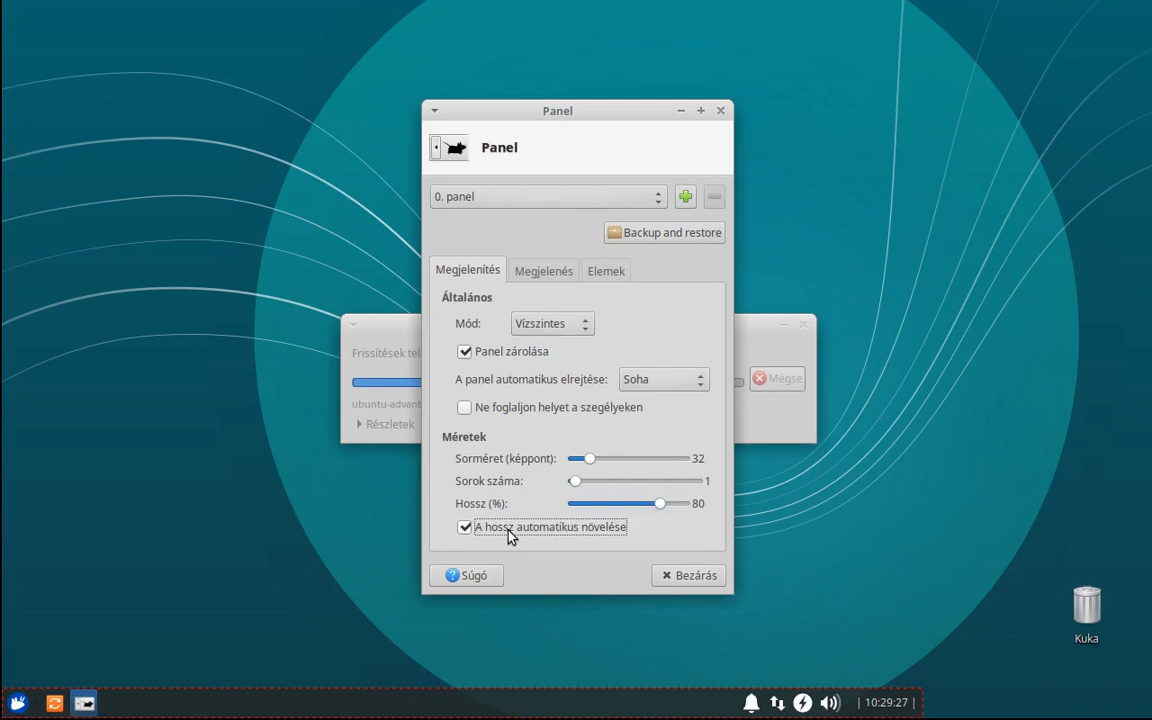 Panel
Panel
0. panel
Backup and restore
Megjelenítés Megjelenés Elemek
Általános
Mód: Vízszintes
Panel zárolása
Frissítések tel
A panel automatikus elrejtése: Soha
Mégse
ubuntu-advant
Ne foglaljon helyet a szegélyeken
Részletek
Méretek
Sorméret (képpont): 32
Sorok száma: 1
Hossz (%): 80
A hossz automatikus növelése
Súgó Bezárás
Kuka
| 10:29:27 |